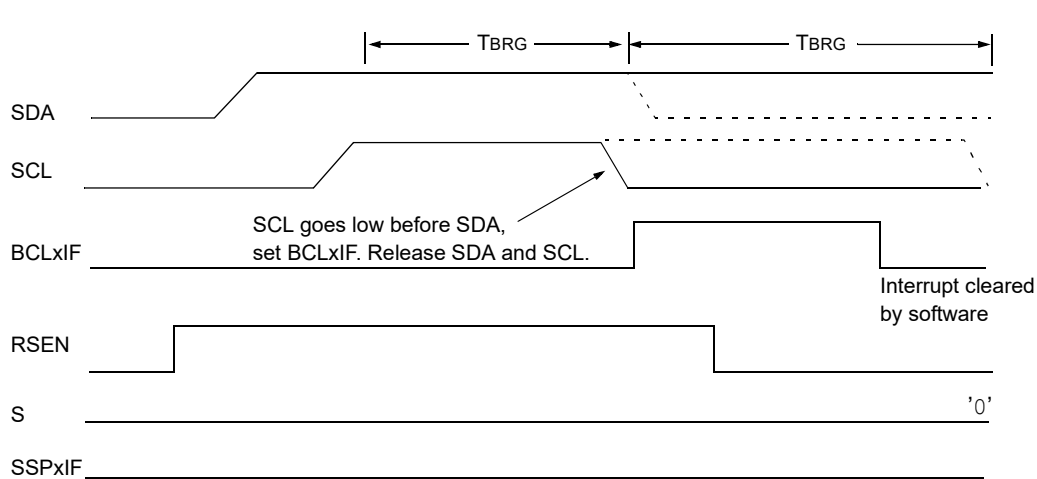 TBRG
TBRG
SDA
SCL
SCL goes low before SDA,
set BCLxIF. Release SDA and SCL.
BCLxIF
Interrupt cleared
by software
RSEN
S
’0’
SSPxIF